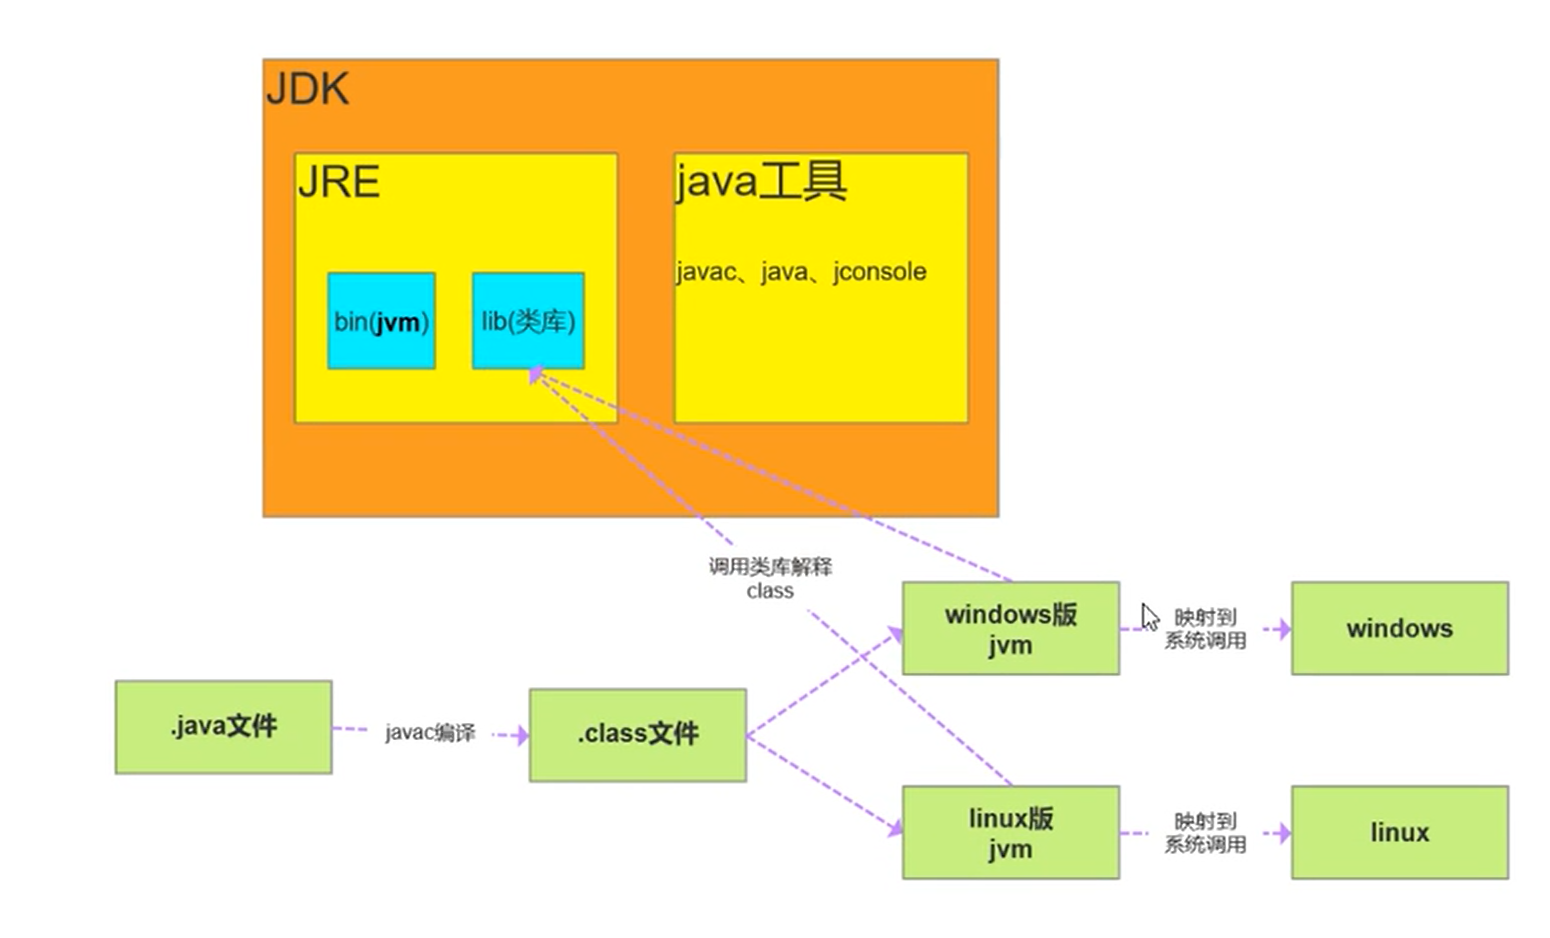 JDK
JRE
java工具
javac、java、jconsole
bin(jvm)
lib(类库)
调用类库解释
class
windows版
jvm
映射到
系统调用
windows
.java文件
javac编译
.class文件
linux版
jvm
映射到
系统调用
linux